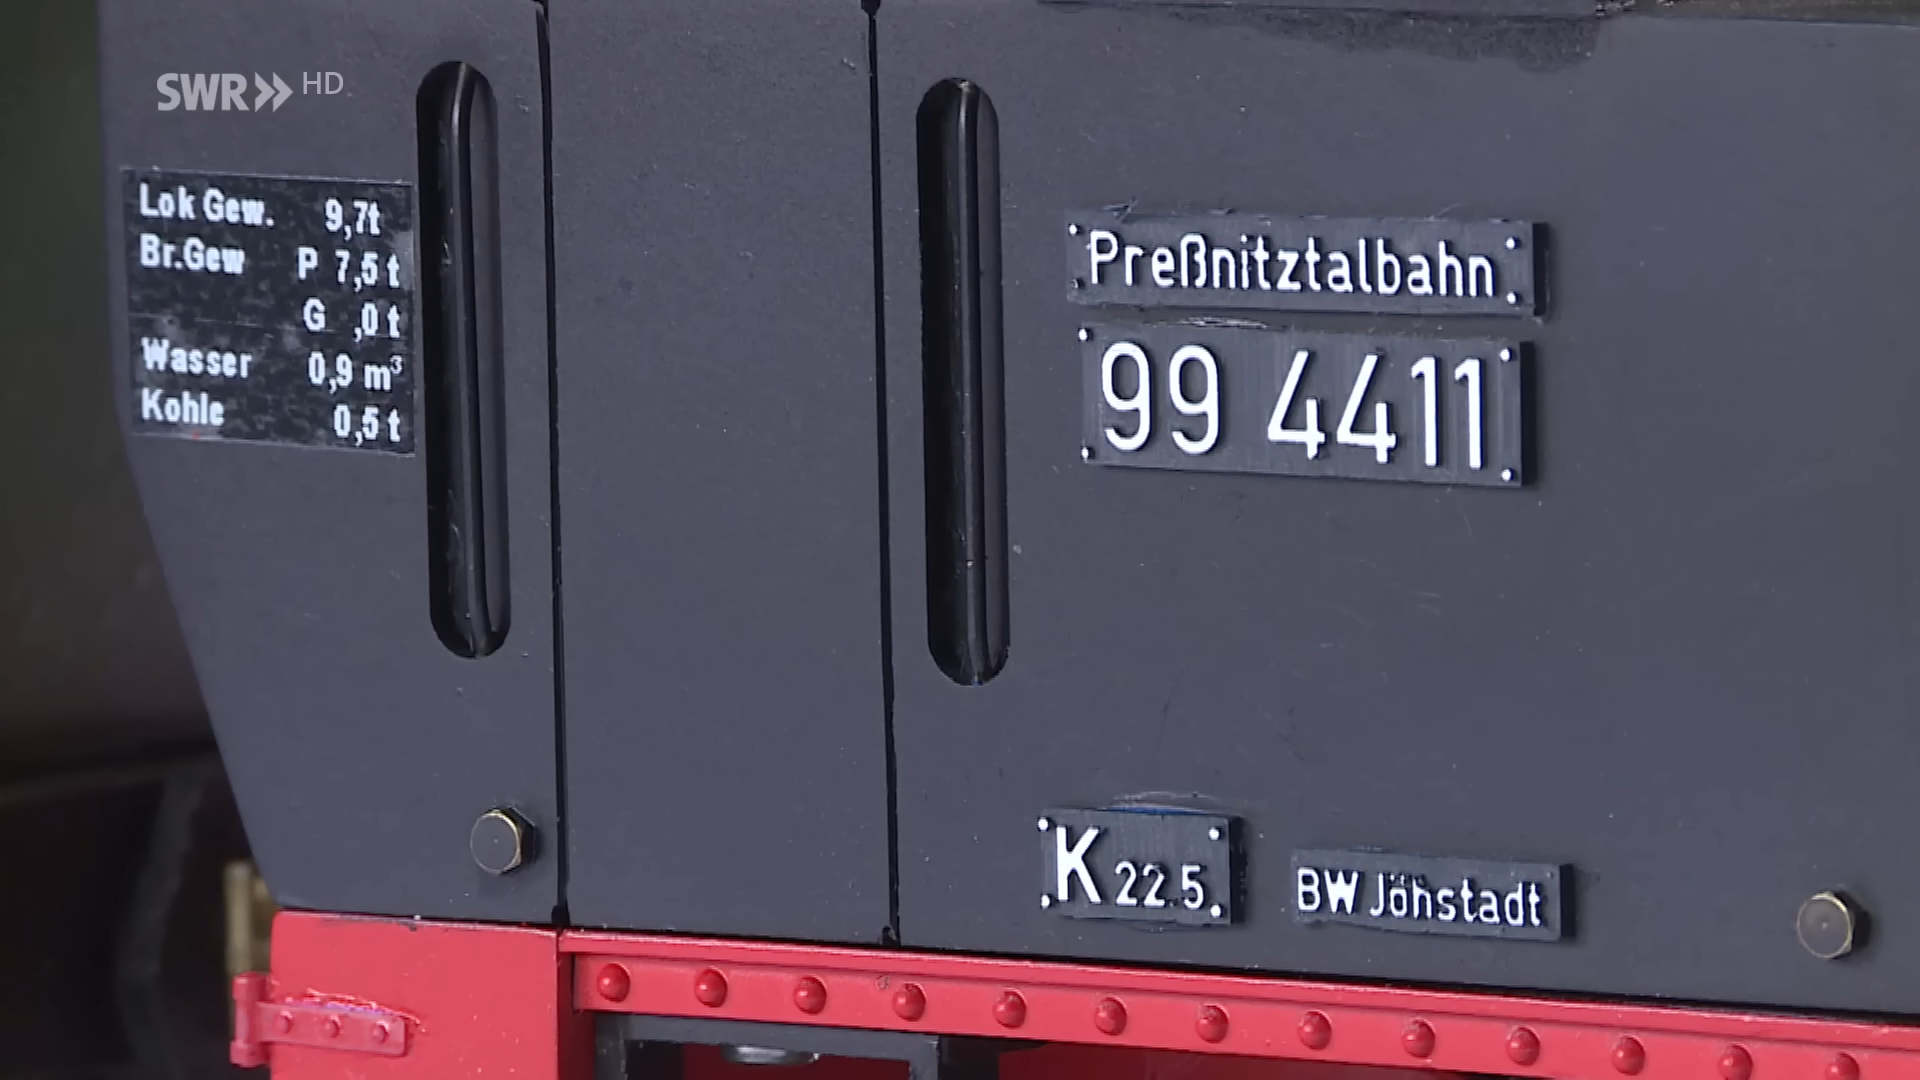 SWR HD
Lok Gew. 9,7t
Br.Gew P 7,5 t
G ,0 t
Wasser 0,9 m³
Kohle 0,5 t
Preßnitztalbahn
99 4411
K 22.5
BW Jöhstadt